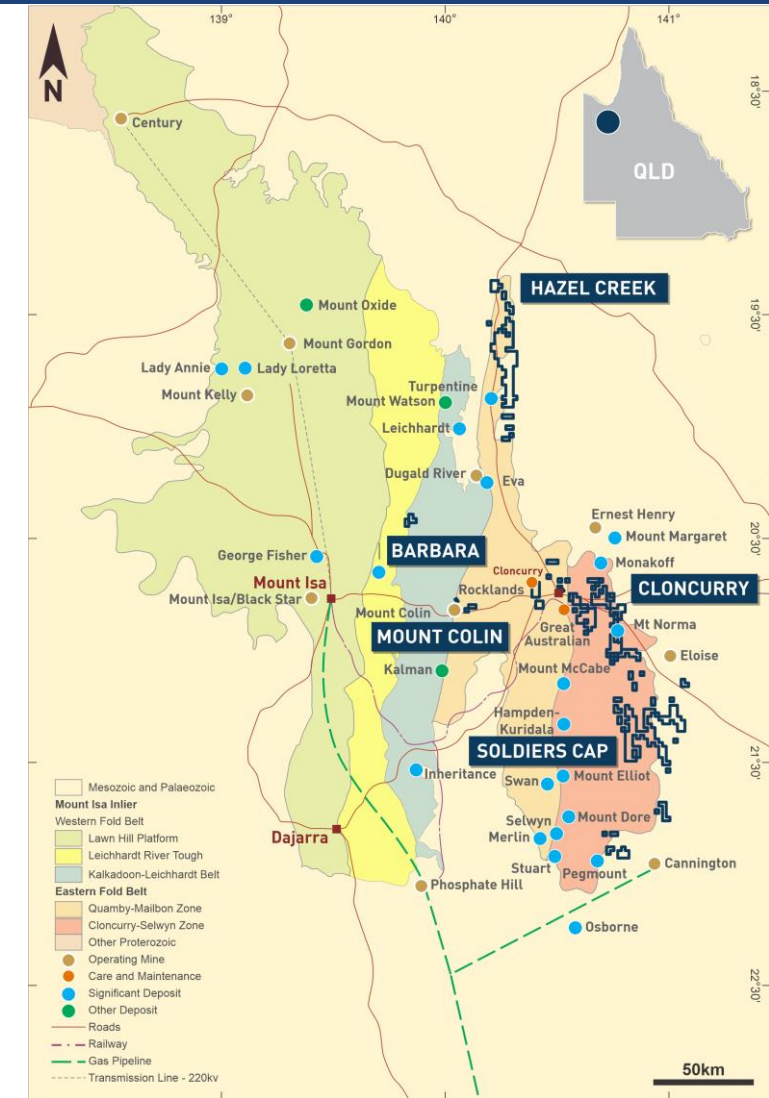 139°
140°
141°
N
18°30'
QLD
Century
HAZEL CREEK
Mount Oxide
19°30'
Mount Gordon
Lady Annie
Lady Loretta
Mount Kelly
Turpentine
Mount Watson
Leichhardt
Dugald River
Eva
Ernest Henry
Mount Margaret
20°30'
George Fisher
BARBARA
Monakoff
Mount Isa
Cloncurry
CLONCURRY
Mount Isa/Black Star
Rocklands
Mount Colin
MOUNT COLIN
Great
Australian
Mt Norma
Kalman
Mount McCabe
Eloise
Hampden-
Kuridala
SOLDIERS CAP
21°30'
Inheritance
Swan
Mount Elliot
Dajarra
Selwyn
Mount Dore
Merlin
Stuart
Pegmount
Cannington
Phosphate Hill
Osborne
22°30'
Mesozoic and Palaeozoic
Mount Isa Inlier
Western Fold Belt
Lawn Hill Platform
Leichhardt River Tough
Kalkadoon-Leichhardt Belt
Eastern Fold Belt
Quamby-Mailbon Zone
Cloncurry-Selwyn Zone
Other Proterozoic
Operating Mine
Care and Maintenance
Significant Deposit
Other Deposit
Roads
Railway
Gas Pipeline
Transmission Line - 220kv
50km